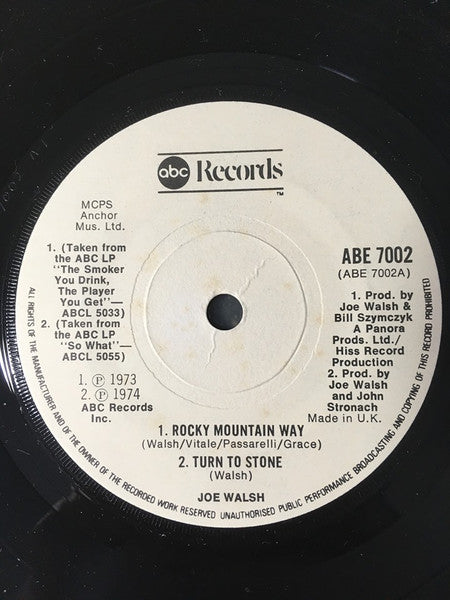 abc Records
TM
MCPS
Anchor
Mus. Ltd.
1. (Taken from
the ABC LP
"The Smoker
You Drink,
The Player
You Get"—
ABCL 5033)
2. (Taken from
the ABC LP
"So What"—
ABCL 5055)
1. Ⓟ 1973
2. Ⓟ 1974
ABC Records
Inc.
ABE 7002
(ABE 7002A)
1. Prod. by
Joe Walsh &
Bill Szymczyk
A Panora
Prods. Ltd./
Hiss Record
Production
2. Prod. by
Joe Walsh
and John
Stronach
Made in U.K.
1. ROCKY MOUNTAIN WAY
(Walsh/Vitale/Passarelli/Grace)
2. TURN TO STONE
(Walsh)
JOE WALSH
ALL RIGHTS OF THE MANUFACTURER AND OF THE OWNER OF THE RECORDED WORK RESERVED UNAUTHORISED PUBLIC PERFORMANCE BROADCASTING AND COPYING OF THIS RECORD PROHIBITED